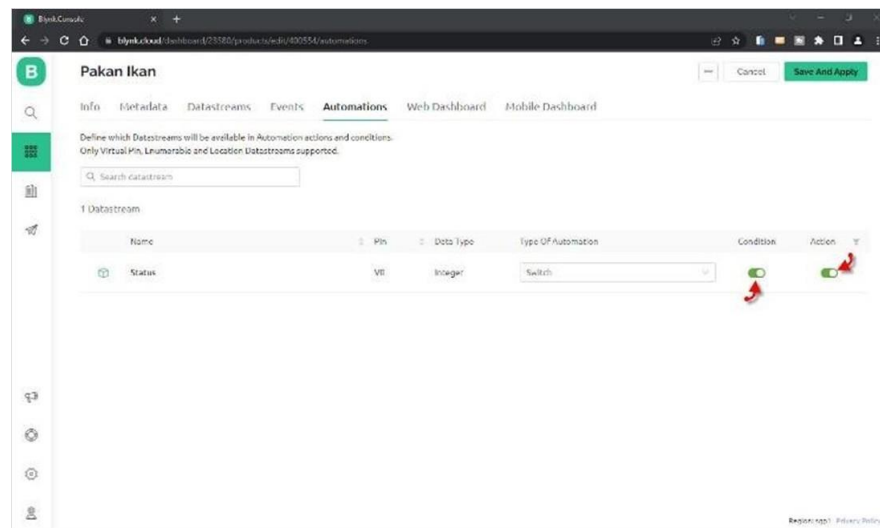 Blynk.Console
blynk.cloud/dashboard/23580/products/edit/400554/automations
B
Pakan Ikan
Cancel
Save And Apply
Info Metadata Datastreams Events Automations Web Dashboard Mobile Dashboard
Define which Datastreams will be available in Automation actions and conditions.
Only Virtual Pin, Enumerable and Location Datastreams supported.
Search datastream
1 Datastream
Name Pin Data Type Type Of Automation Condition Action
Status V0 Integer Switch
Region: sgp1 Privacy Policy